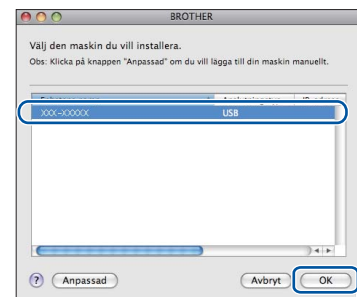 BROTHER
Välj den maskin du vill installera.
Obs: Klicka på knappen "Anpassad" om du vill lägga till din maskin manuellt.
XXX-XXXXX USB
? Anpassad Avbryt OK